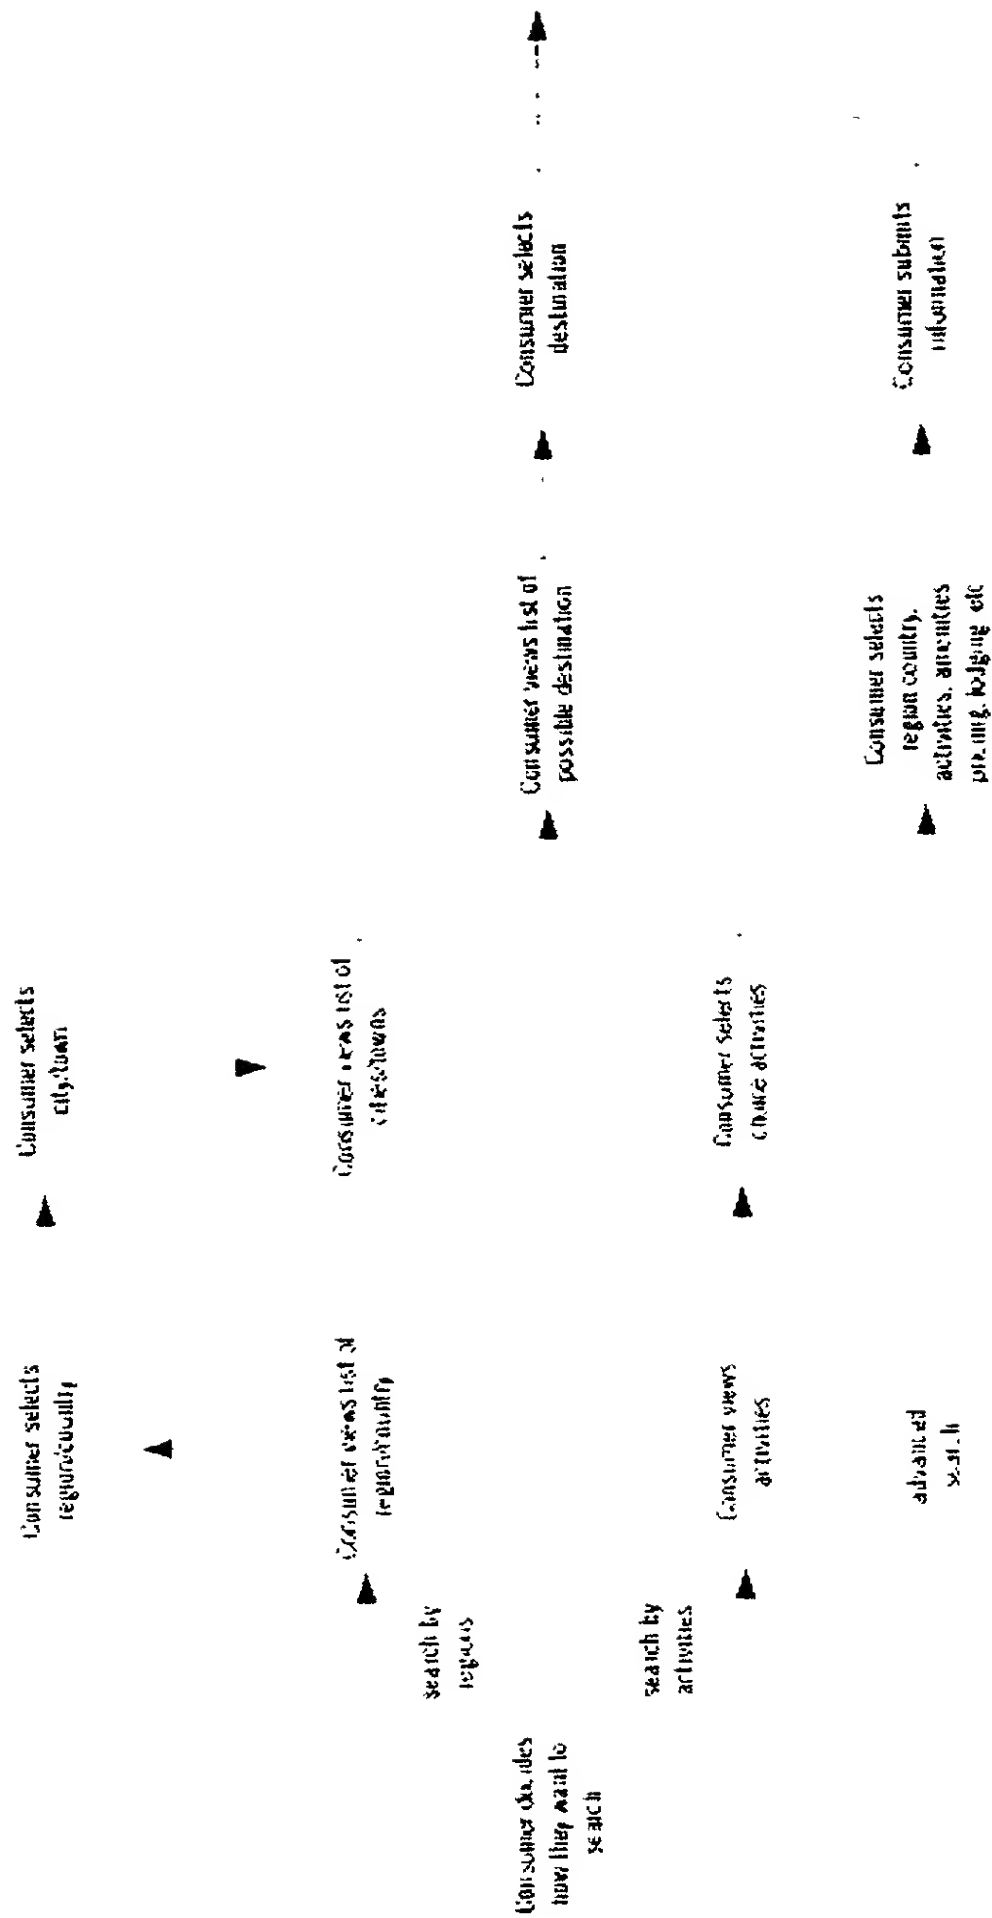 Consumer decides
how they want to
search
search by
regions
search by
activities
advanced
search
Consumer views list of
region/country
Consumer selects
region/country
Consumer selects
city/town
Consumer views list of
cities/towns
Consumer views
activities
Consumer selects
choice activities
Consumer views list of
possible destination
Consumer selects
destination
Consumer selects
region country,
activities, amenities
pricing, lodging etc
Consumer submits
information